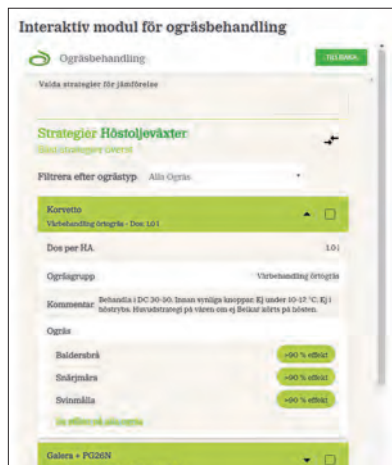 Interaktiv modul för ogräsbehandling
Ogräsbehandling
TILLBAKA
Valda strategier för jämförelse
Strategier Höstoljeväxter
Filtrera efter ogrästyp Alla Ogräs
Korvetto
Vårbehandling örtogräs - Dos: 1.0 l
Dos per HA 1.0 l
Ogräsgrupp Vårbehandling örtogräs
Kommentar Behandla i DC 30-50. Innan synliga knoppar. Ej under 10-12 °C. Ej i
höstrybs. Huvudstrategi på våren om ej Belkar körts på hösten.
Ogräs
Baldersbrå >90 % effekt
Snärjmåra >90 % effekt
Svinmålla >90 % effekt
Galera + PG26N